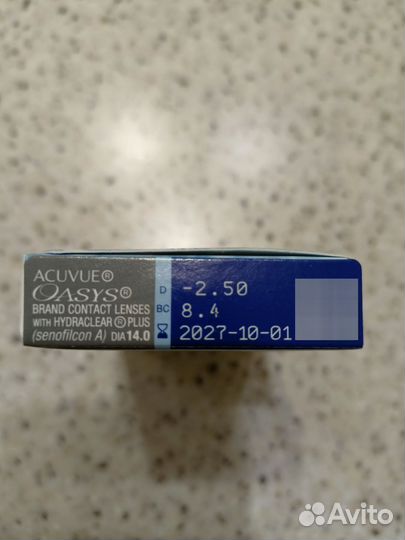 ACUVUE®
OASYS®
BRAND CONTACT LENSES
WITH HYDRACLEAR® PLUS
(senofilcon A) DIA 14.0
D -2.50
BC 8.4
2027-10-01
Avito